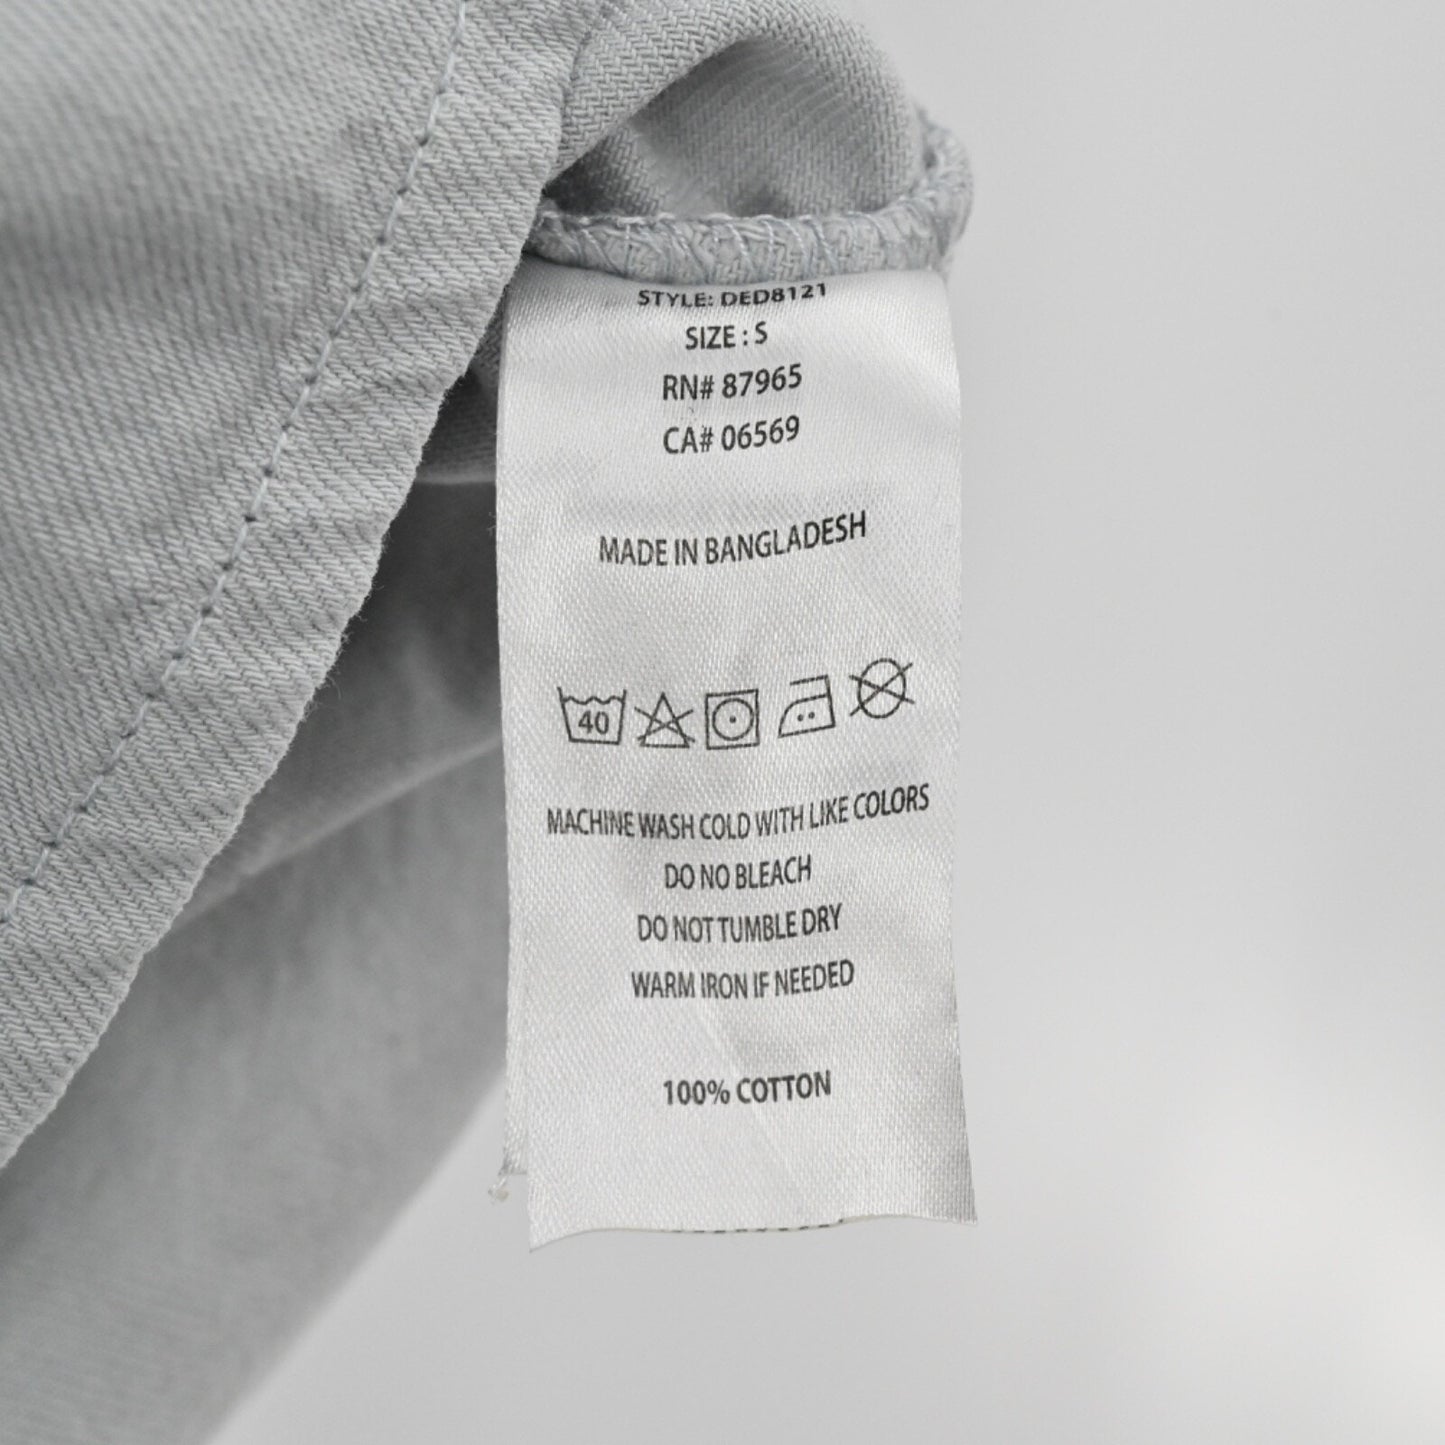 STYLE: DED8121
SIZE : S
RN# 87965
CA# 06569
MADE IN BANGLADESH
40
MACHINE WASH COLD WITH LIKE COLORS
DO NO BLEACH
DO NOT TUMBLE DRY
WARM IRON IF NEEDED
100% COTTON